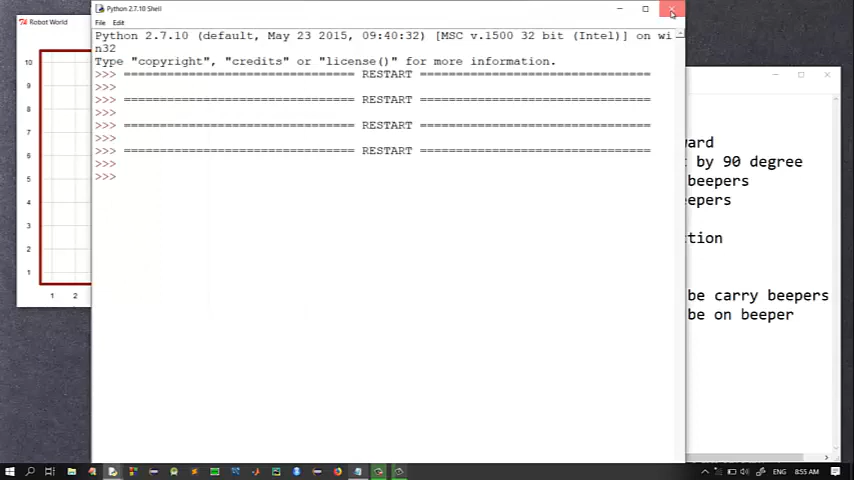 Robot World
Python 2.7.10 Shell
File Edit
Python 2.7.10 (default, May 23 2015, 09:40:32) [MSC v.1500 32 bit (Intel)] on wi
n32
Type "copyright", "credits" or "license()" for more information.
>>> ================================ RESTART ================================
>>>
>>> ================================ RESTART ================================
>>>
>>> ================================ RESTART ================================
>>>
>>> ================================ RESTART ================================
>>>
>>>
10
9
8
7
6
5
4
3
2
1
1 2
ward
t by 90 degree
beepers
epers
ction
be carry beepers
be on beeper
ENG 8:55 AM